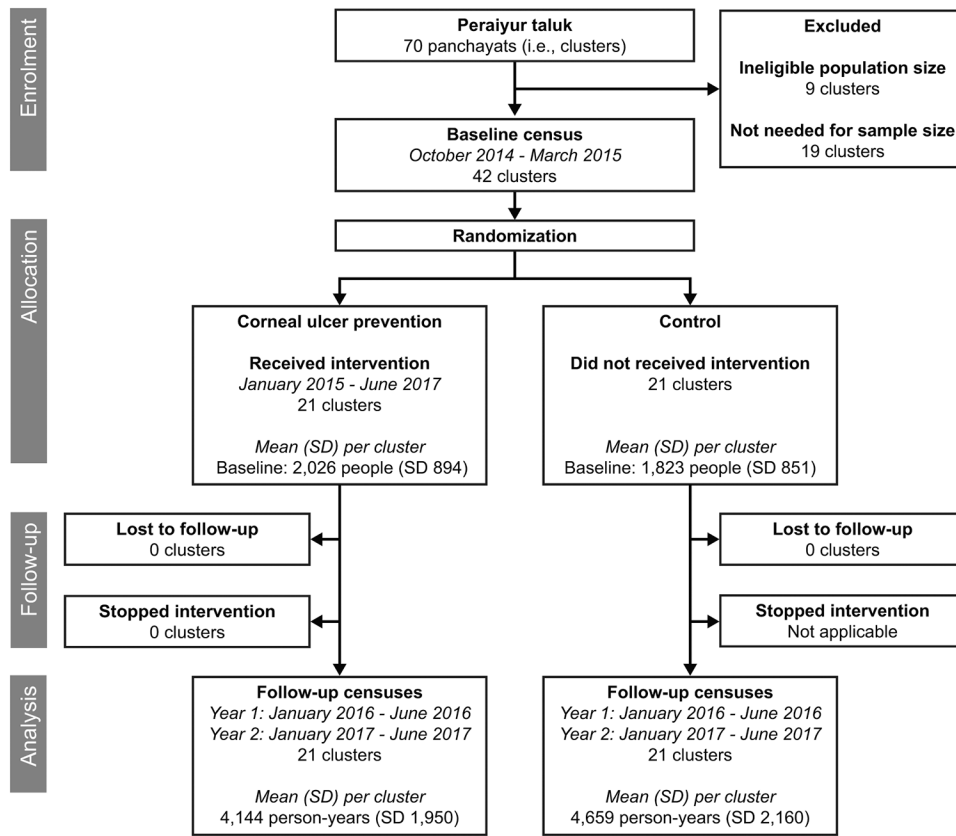 Enrolment
Peraiyur taluk
70 panchayats (i.e., clusters)
Excluded
Ineligible population size
9 clusters
Not needed for sample size
19 clusters
Baseline census
October 2014 - March 2015
42 clusters
Allocation
Randomization
Corneal ulcer prevention
Received intervention
January 2015 - June 2017
21 clusters
Mean (SD) per cluster
Baseline: 2,026 people (SD 894)
Control
Did not received intervention
21 clusters
Mean (SD) per cluster
Baseline: 1,823 people (SD 851)
Follow-up
Lost to follow-up
0 clusters
Stopped intervention
0 clusters
Lost to follow-up
0 clusters
Stopped intervention
Not applicable
Analysis
Follow-up censuses
Year 1: January 2016 - June 2016
Year 2: January 2017 - June 2017
21 clusters
Mean (SD) per cluster
4,144 person-years (SD 1,950)
Follow-up censuses
Year 1: January 2016 - June 2016
Year 2: January 2017 - June 2017
21 clusters
Mean (SD) per cluster
4,659 person-years (SD 2,160)